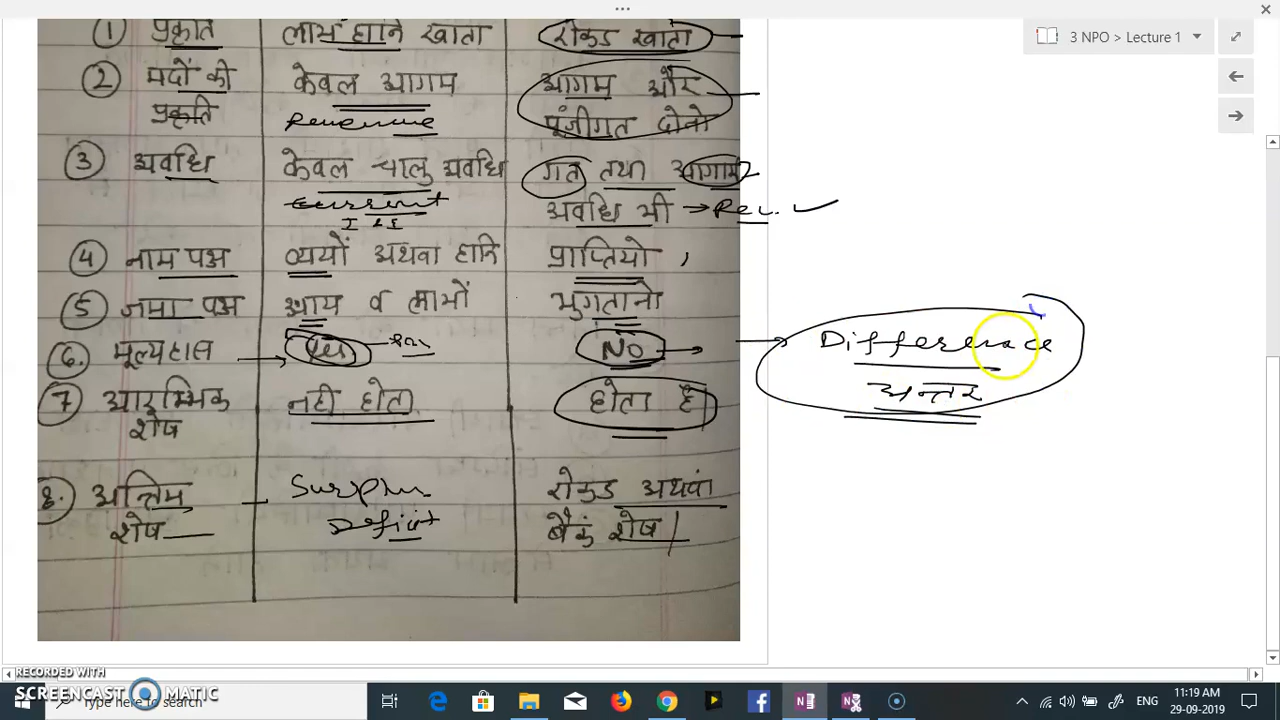 3 NPO > Lecture 1
① प्रकृति लाभ हानि खाता रोकड खाता
② मदों की केवल आगम आगम और
प्रकृति Revenue पूंजीगत दोनो
③ अवधि केवल चालु अवधि गत तथा आगामी
Current अवधि भी → Rev. ✓
④ नाम पक्ष व्ययों अथवा हानि प्राप्तियो
⑤ जमा पक्ष आय व लाभों भुगतानो
6. मूल्यहास → Yes No → Difference
7 आरम्भिक नही होता होता है अन्तर
शेष
8. अन्तिम Surplus रोकड अथवा
शेष Deficit बैंक शेष
RECORDED WITH
SCREENCAST MATIC
Type here to search
ENG
11:19 AM
29-09-2019